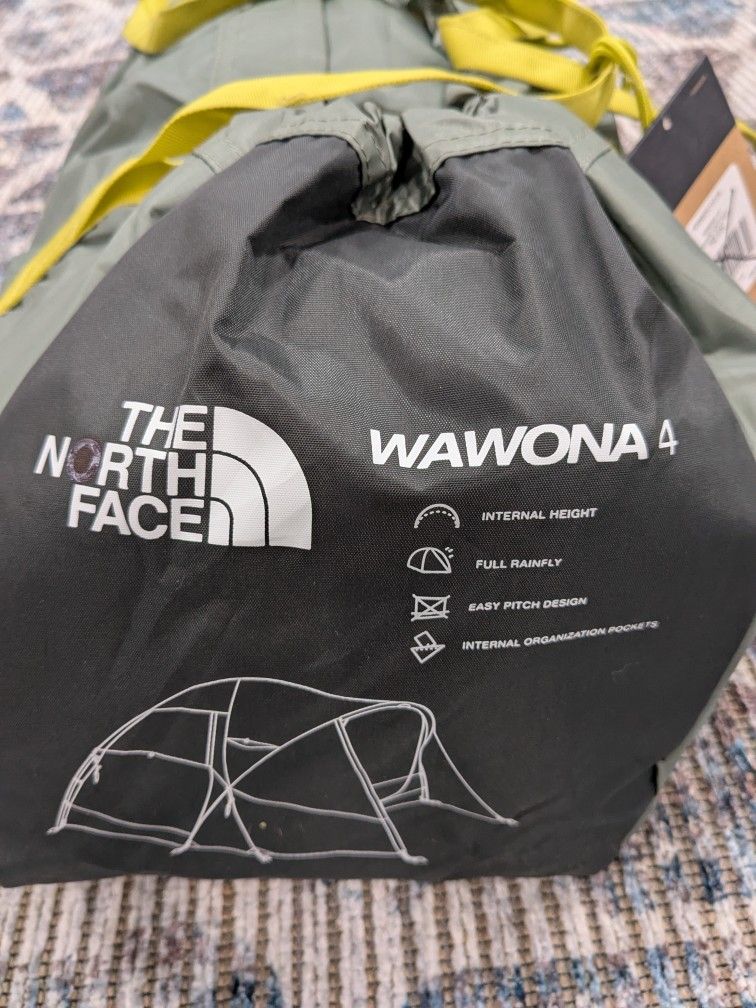 THE
NORTH
FACE
WAWONA 4
INTERNAL HEIGHT
FULL RAINFLY
EASY PITCH DESIGN
INTERNAL ORGANIZATION POCKETS